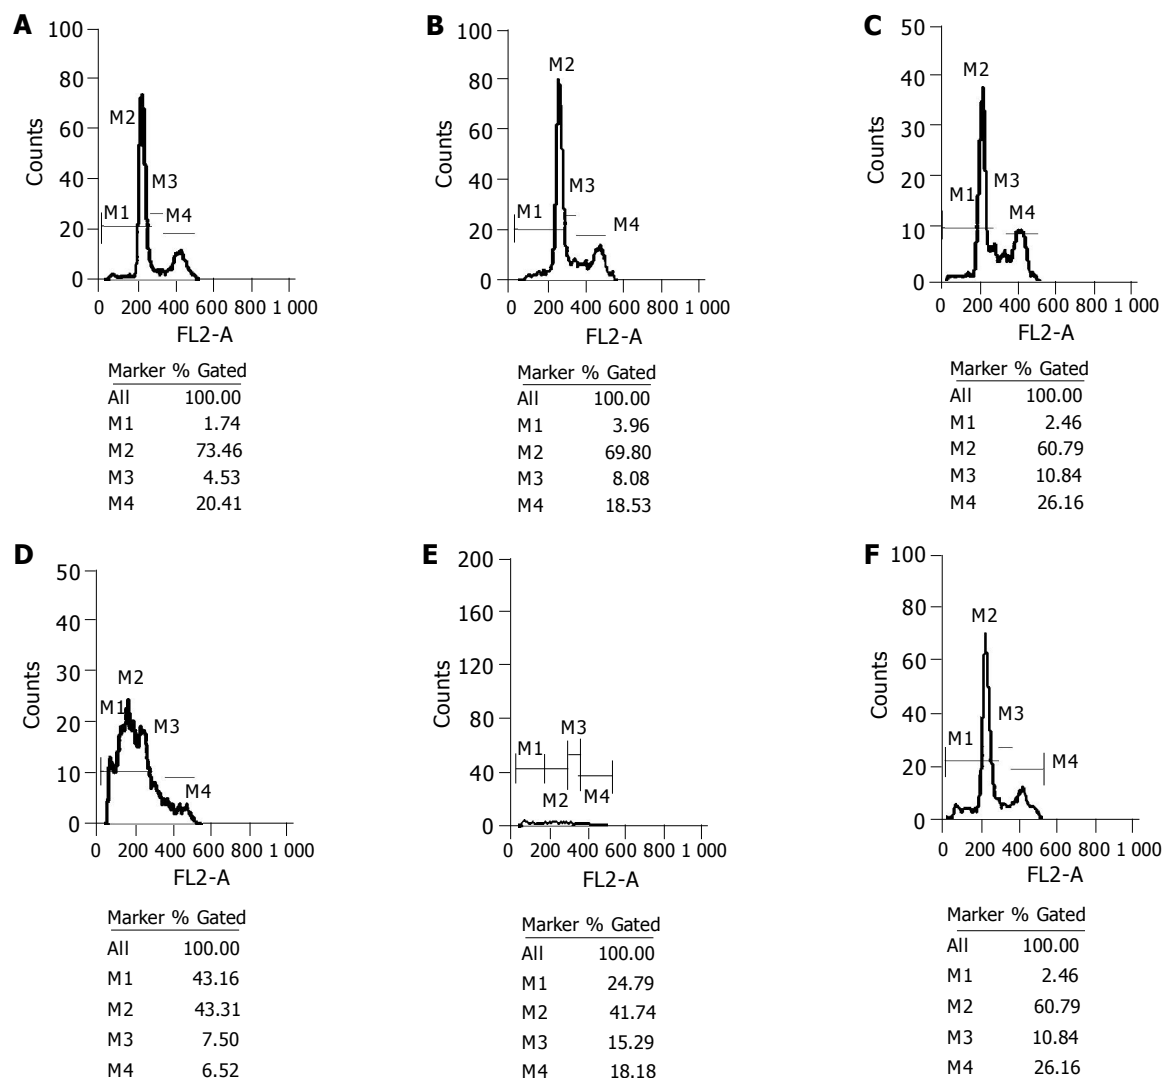 A
100
80
60
40
20
0
Counts
M2
M3
M1
M4
0 200 400 600 800 1 000
FL2-A
Marker % Gated
All 100.00
M1 1.74
M2 73.46
M3 4.53
M4 20.41
B
100
80
60
40
20
0
Counts
M2
M3
M1
M4
0 200 400 600 800 1 000
FL2-A
Marker % Gated
All 100.00
M1 3.96
M2 69.80
M3 8.08
M4 18.53
C
50
40
30
20
10
0
Counts
M2
M1 M3
M4
0 200 400 600 800 1 000
FL2-A
Marker % Gated
All 100.00
M1 2.46
M2 60.79
M3 10.84
M4 26.16
D
50
40
30
20
10
0
Counts
M2
M1
M3
M4
0 200 400 600 800 1 000
FL2-A
Marker % Gated
All 100.00
M1 43.16
M2 43.31
M3 7.50
M4 6.52
E
200
160
120
80
40
0
Counts
M3
M1
M2 M4
0 200 400 600 800 1 000
FL2-A
Marker % Gated
All 100.00
M1 24.79
M2 41.74
M3 15.29
M4 18.18
F
100
80
60
40
20
0
Counts
M2
M3
M1
M4
0 200 400 600 800 1 000
FL2-A
Marker % Gated
All 100.00
M1 2.46
M2 60.79
M3 10.84
M4 26.16